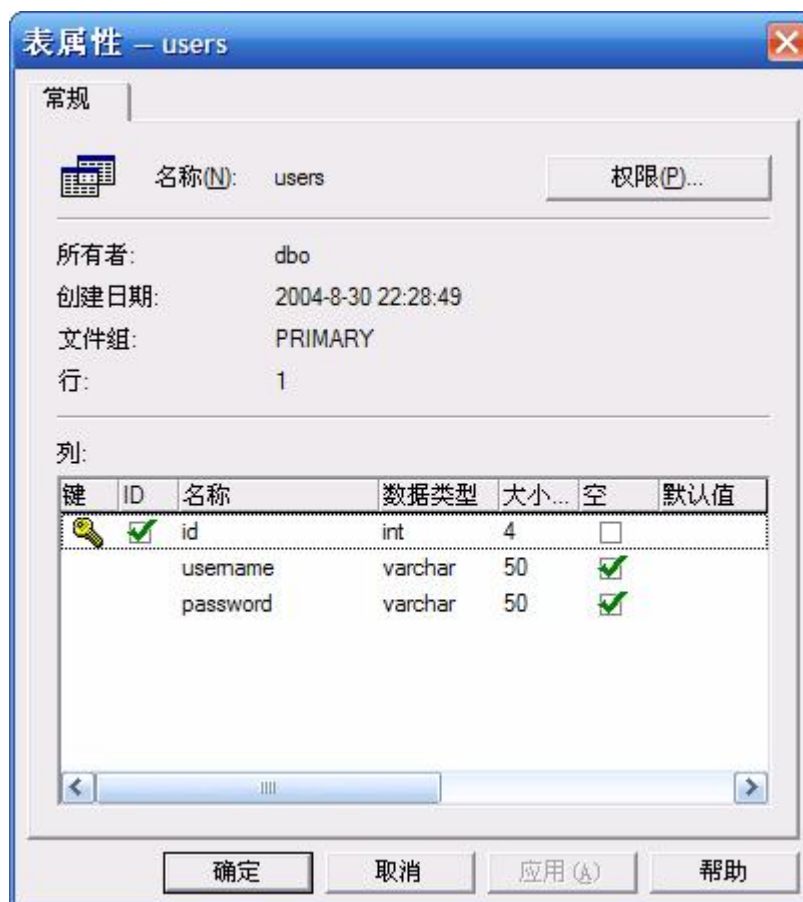 表属性 – users
常规
名称(N): users 权限(P)...
所有者: dbo
创建日期: 2004-8-30 22:28:49
文件组: PRIMARY
行: 1
列:
键 ID 名称 数据类型 大小... 空 默认值
id int 4
username varchar 50
password varchar 50
确定 取消 应用(A) 帮助